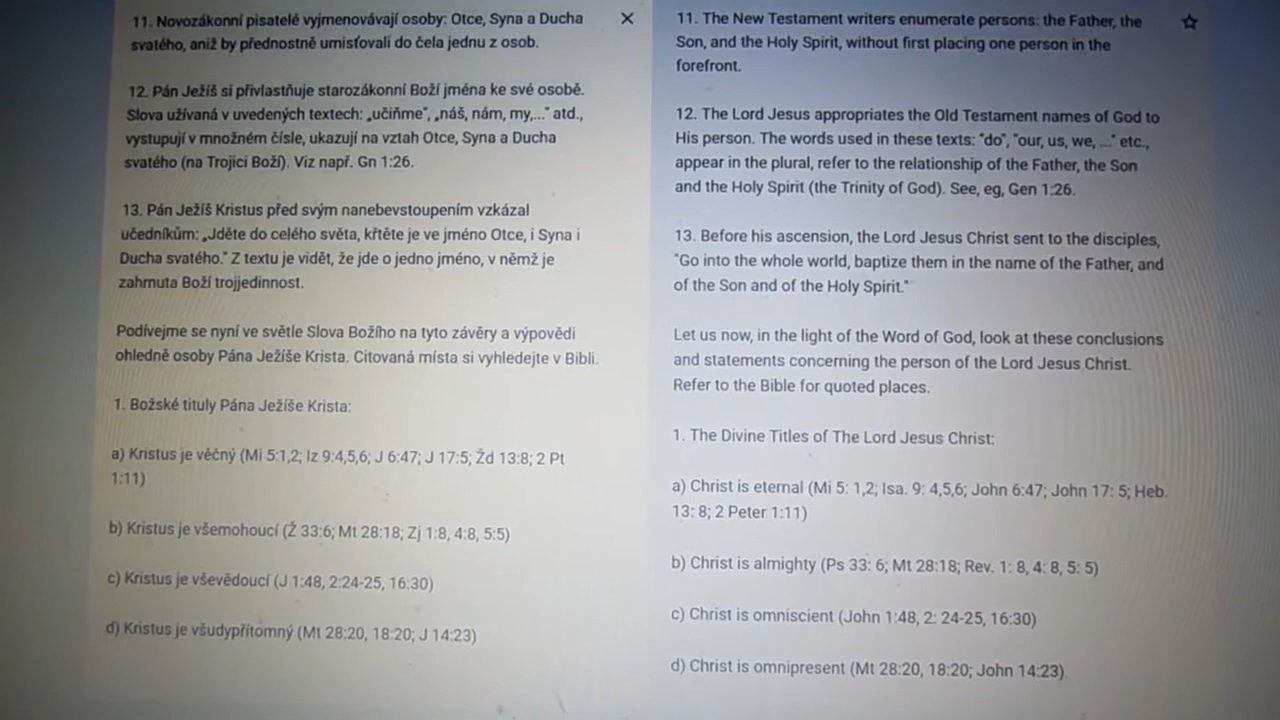 11. Novozákonní pisatelé vyjmenovávají osoby: Otce, Syna a Ducha
svatého, aniž by přednostně umisťovali do čela jednu z osob.
12. Pán Ježíš si přivlastňuje starozákonní Boží jména ke své osobě.
Slova užívaná v uvedených textech: „učiňme", „náš, nám, my,..." atd.,
vystupují v množném čísle, ukazují na vztah Otce, Syna a Ducha
svatého (na Trojici Boží). Viz např. Gn 1:26.
13. Pán Ježíš Kristus před svým nanebevstoupením vzkázal
učedníkům: „Jděte do celého světa, křtěte je ve jméno Otce, i Syna i
Ducha svatého." Z textu je vidět, že jde o jedno jméno, v němž je
zahrnuta Boží trojjedinnost.
Podívejme se nyní ve světle Slova Božího na tyto závěry a výpovědi
ohledně osoby Pána Ježíše Krista. Citovaná místa si vyhledejte v Bibli.
1. Božské tituly Pána Ježíše Krista:
a) Kristus je věčný (Mi 5:1,2; Iz 9:4,5,6; J 6:47; J 17:5; Žd 13:8; 2 Pt
1:11)
b) Kristus je všemohoucí (Ž 33:6; Mt 28:18; Zj 1:8, 4:8, 5:5)
c) Kristus je vševědoucí (J 1:48, 2:24-25, 16:30)
d) Kristus je všudypřítomný (Mt 28:20, 18:20; J 14:23)
11. The New Testament writers enumerate persons: the Father, the
Son, and the Holy Spirit, without first placing one person in the
forefront.
12. The Lord Jesus appropriates the Old Testament names of God to
His person. The words used in these texts: "do", "our, us, we, ..." etc.,
appear in the plural, refer to the relationship of the Father, the Son
and the Holy Spirit (the Trinity of God). See, eg, Gen 1:26.
13. Before his ascension, the Lord Jesus Christ sent to the disciples,
"Go into the whole world, baptize them in the name of the Father, and
of the Son and of the Holy Spirit."
Let us now, in the light of the Word of God, look at these conclusions
and statements concerning the person of the Lord Jesus Christ.
Refer to the Bible for quoted places.
1. The Divine Titles of The Lord Jesus Christ:
a) Christ is eternal (Mi 5: 1,2; Isa. 9: 4,5,6; John 6:47; John 17: 5; Heb.
13: 8; 2 Peter 1:11)
b) Christ is almighty (Ps 33: 6; Mt 28:18; Rev. 1: 8, 4: 8, 5: 5)
c) Christ is omniscient (John 1:48, 2: 24-25, 16:30)
d) Christ is omnipresent (Mt 28:20, 18:20; John 14:23)